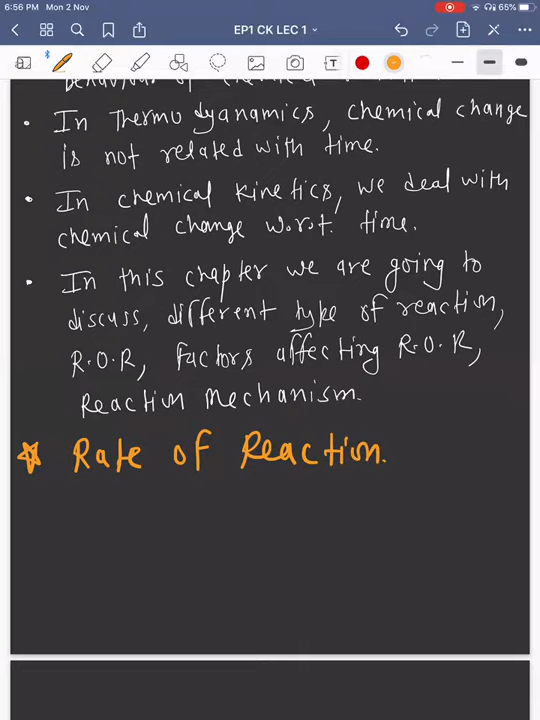 6:56 PM Mon 2 Nov
65%
EP1 CK LEC 1
T
• In Thermodyanamics, chemical change
is not related with time.
• In chemical kinetics, we deal with
chemical change w.r.t. time.
• In this chapter we are going to
discuss, different type of reaction,
R.O.R, Factors affecting R.O.R,
Reaction Mechanism.
Rate of Reaction.